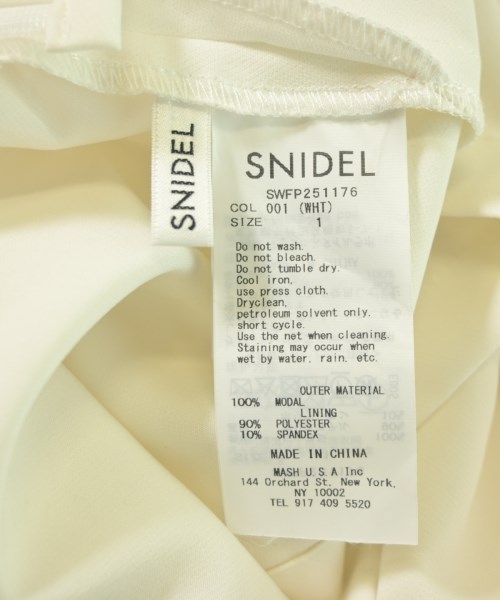 SNIDEL
SNIDEL
SWFP251176
COL 001 (WHT)
SIZE 1
Do not wash.
Do not bleach.
Do not tumble dry.
Cool iron,
use press cloth.
Dryclean,
petroleum solvent only,
short cycle.
Use the net when cleaning.
Staining may occur when
wet by water, rain, etc.
OUTER MATERIAL
100% MODAL
LINING
90% POLYESTER
10% SPANDEX
MADE IN CHINA
MASH U.S.A Inc
144 Orchard St, New York,
NY 10002
TEL 917 409 5520